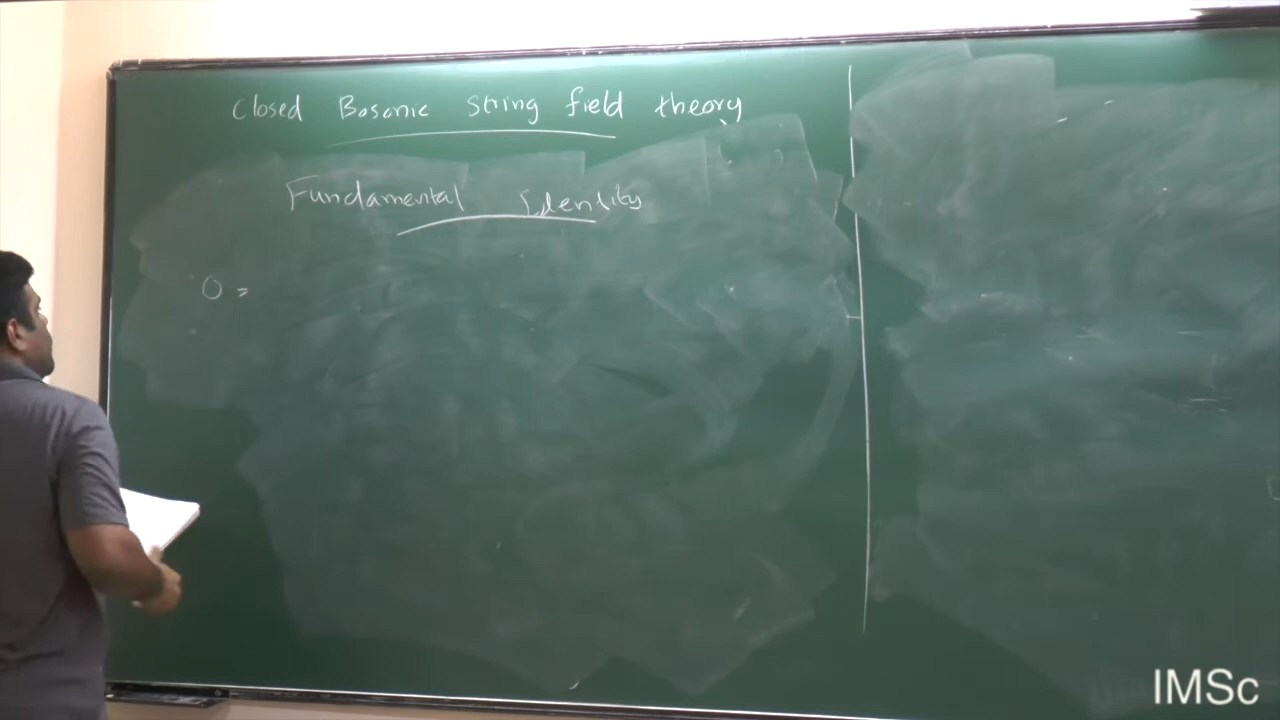 Closed Bosonic String field theory
Fundamental Identity
0 =
IMSc